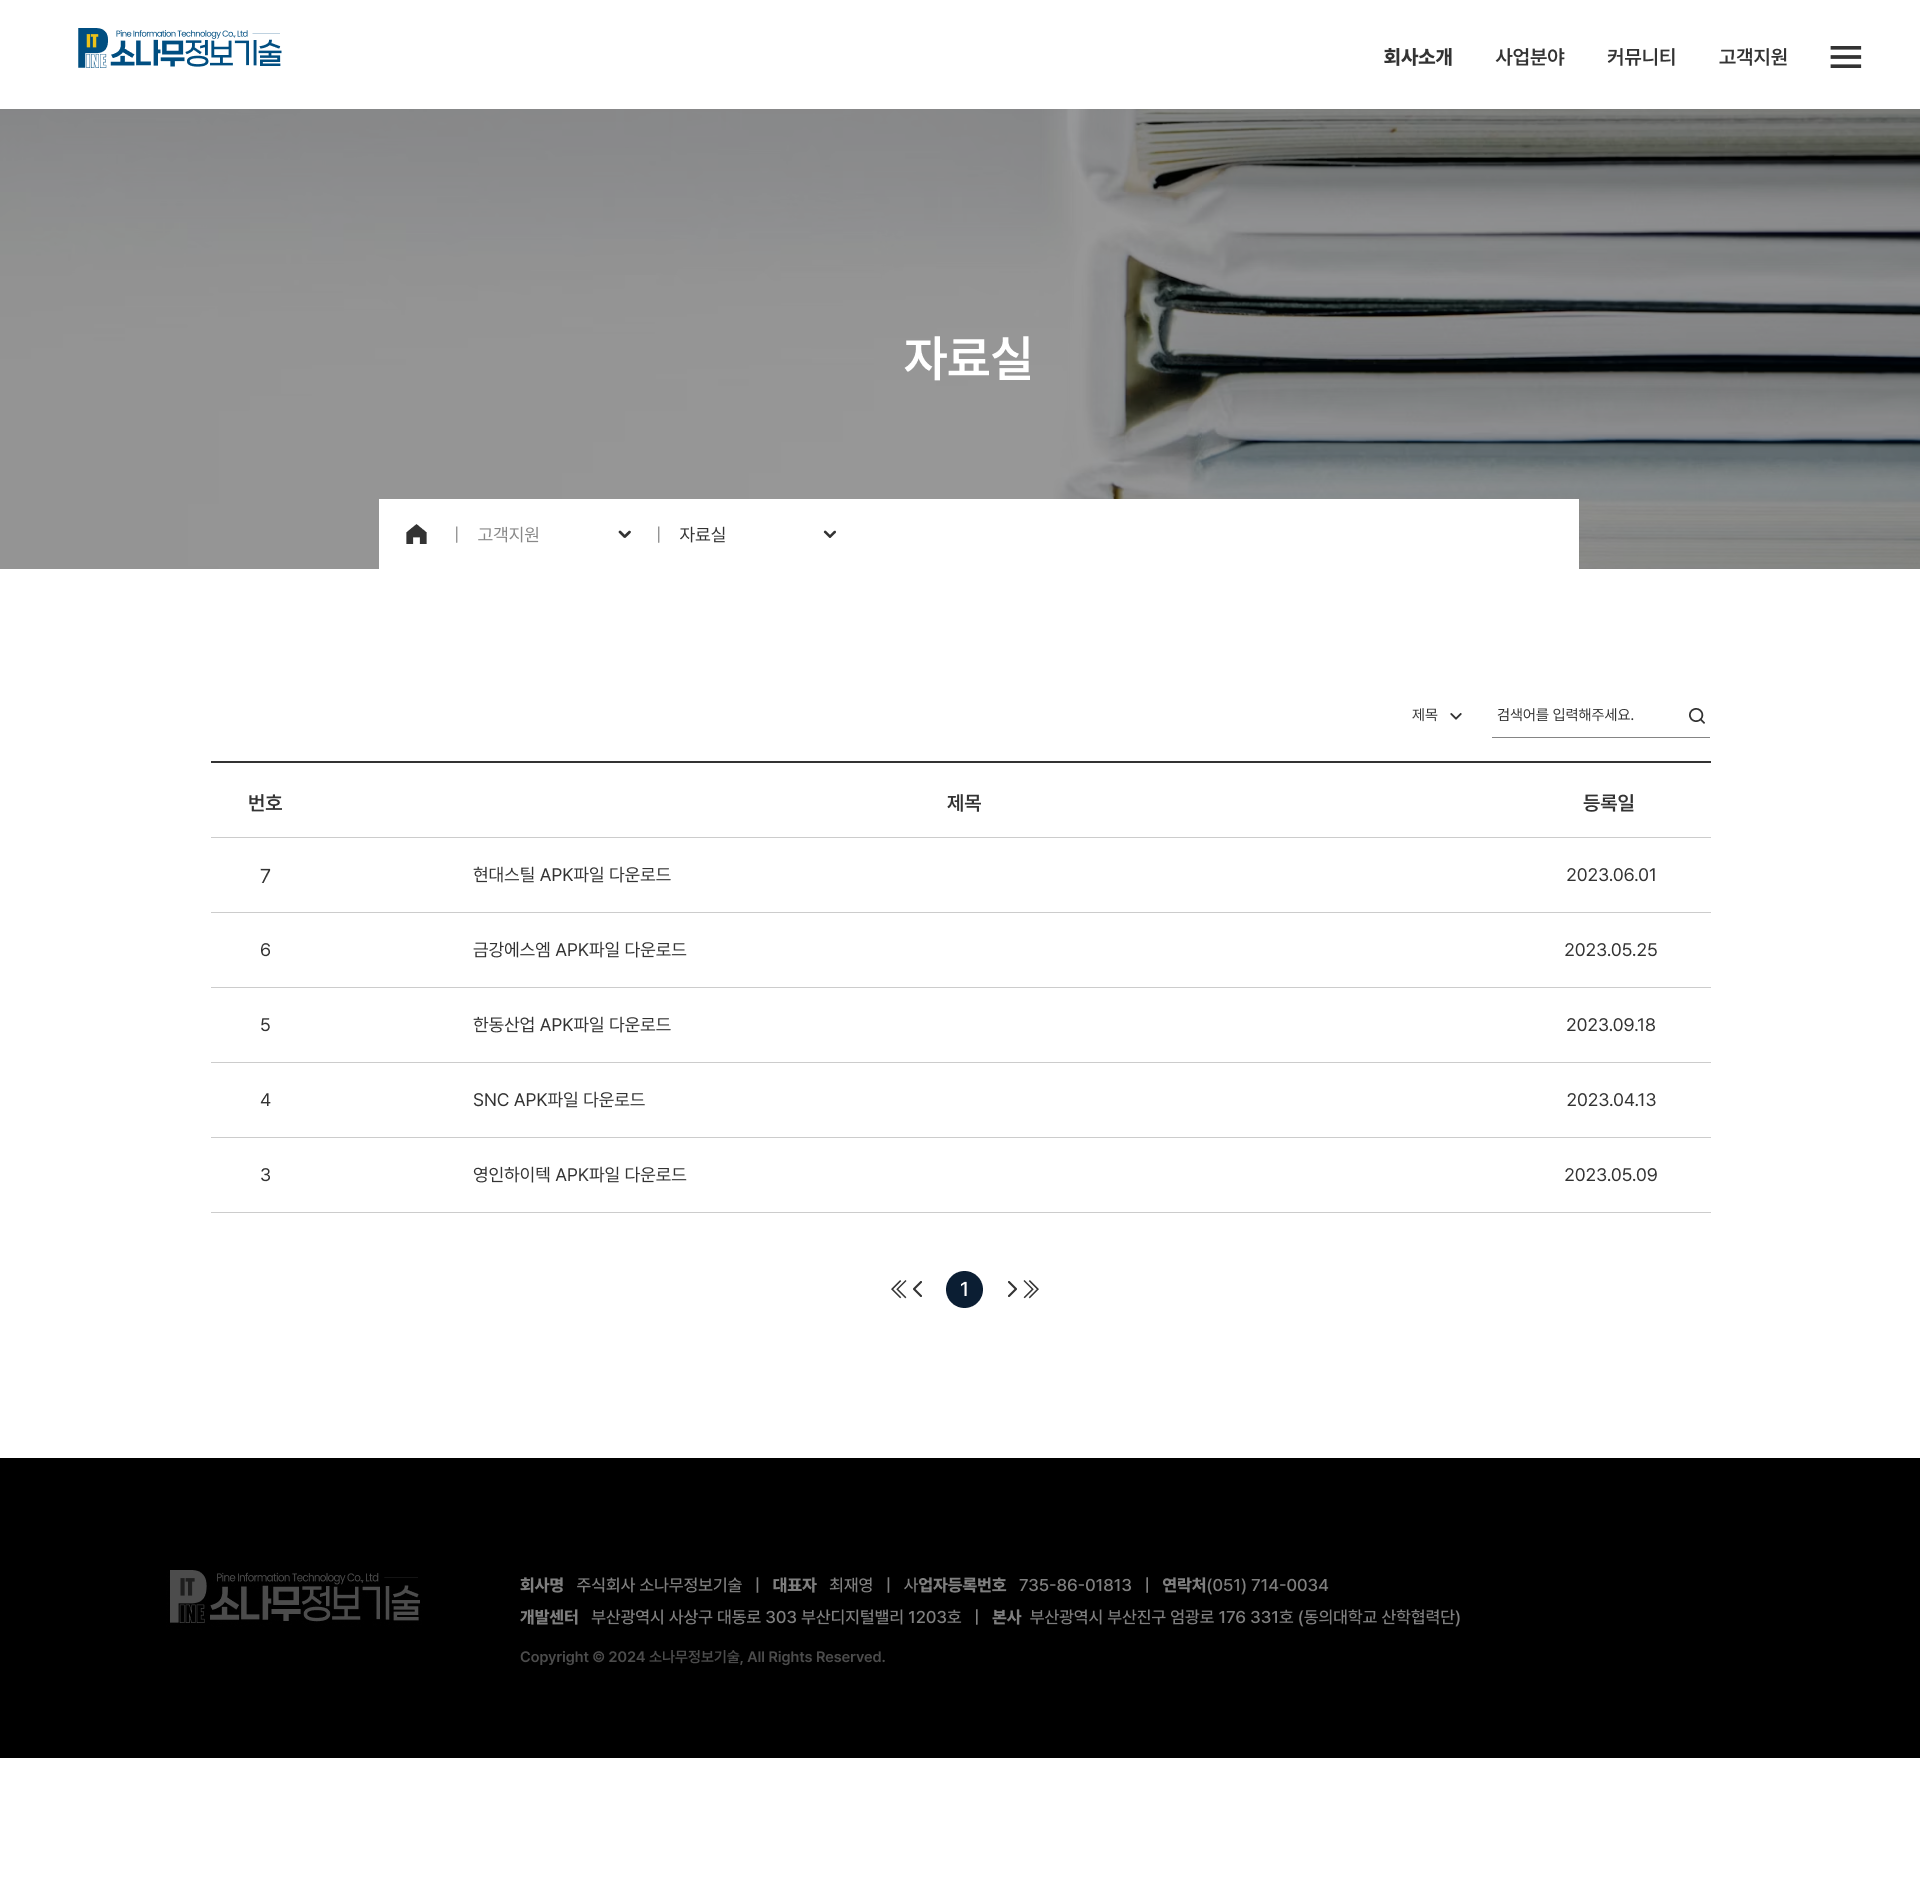 Pine Information Technology Co., Ltd
PIT INE 소나무정보기술
회사소개 사업분야 커뮤니티 고객지원
자료실
| 고객지원 | 자료실
제목 검색어를 입력해주세요.
번호 제목 등록일
7 현대스틸 APK파일 다운로드 2023.06.01
6 금강에스엠 APK파일 다운로드 2023.05.25
5 한동산업 APK파일 다운로드 2023.09.18
4 SNC APK파일 다운로드 2023.04.13
3 영인하이텍 APK파일 다운로드 2023.05.09
1
Pine Information Technology Co., Ltd
PIT INE 소나무정보기술
회사명 주식회사 소나무정보기술 | 대표자 최재영 | 사업자등록번호 735-86-01813 | 연락처(051) 714-0034
개발센터 부산광역시 사상구 대동로 303 부산디지털밸리 1203호 | 본사 부산광역시 부산진구 엄광로 176 331호 (동의대학교 산학협력단)
Copyright © 2024 소나무정보기술, All Rights Reserved.